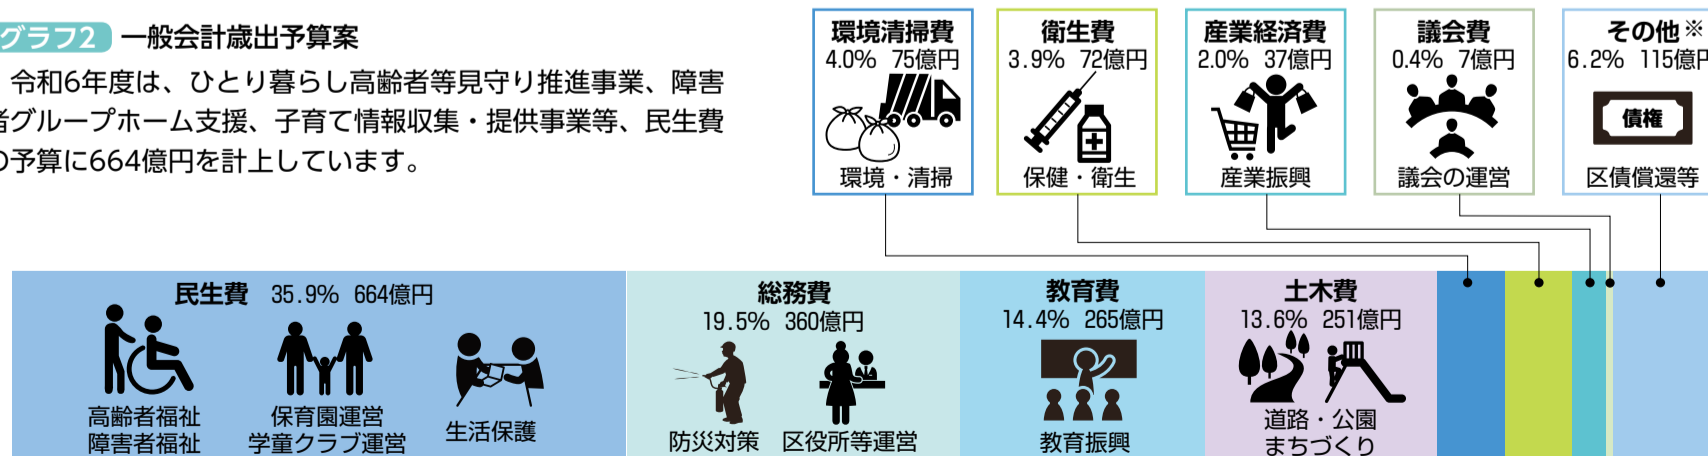 グラフ2 一般会計歳出予算案
令和6年度は、ひとり暮らし高齢者等見守り推進事業、障害
者グループホーム支援、子育て情報収集・提供事業等、民生費
の予算に664億円を計上しています。
環境清掃費
4.0% 75億円
環境・清掃
衛生費
3.9% 72億円
保健・衛生
産業経済費
2.0% 37億円
産業振興
議会費
0.4% 7億円
議会の運営
その他※
6.2% 115億円
債権
区債償還等
民生費 35.9% 664億円
高齢者福祉
障害者福祉
保育園運営
学童クラブ運営
生活保護
総務費
19.5% 360億円
防災対策
区役所等運営
教育費
14.4% 265億円
教育振興
土木費
13.6% 251億円
道路・公園
まちづくり